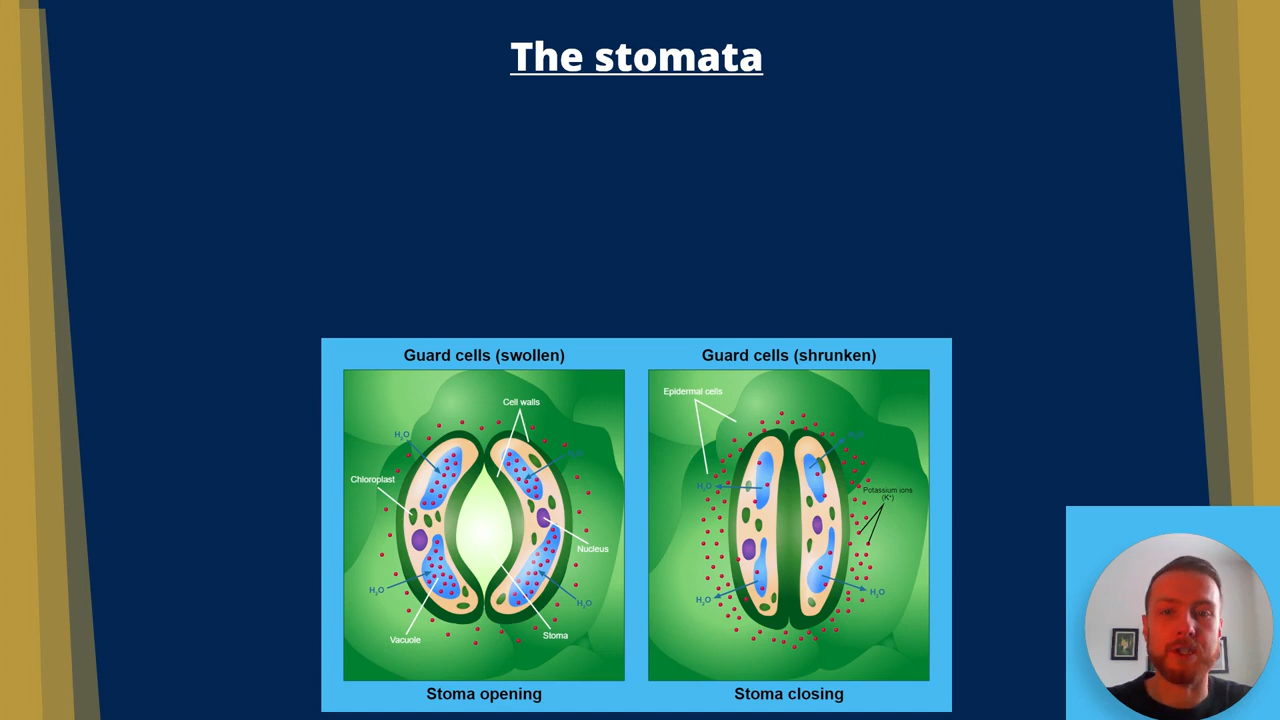 The stomata
Guard cells (swollen)
Guard cells (shrunken)
Cell walls
H₂O
H₂O
Chloroplast
Nucleus
H₂O
H₂O
Vacuole
Stoma
Epidermal cells
H₂O
H₂O
Potassium ions
(K⁺)
H₂O
H₂O
Stoma opening
Stoma closing